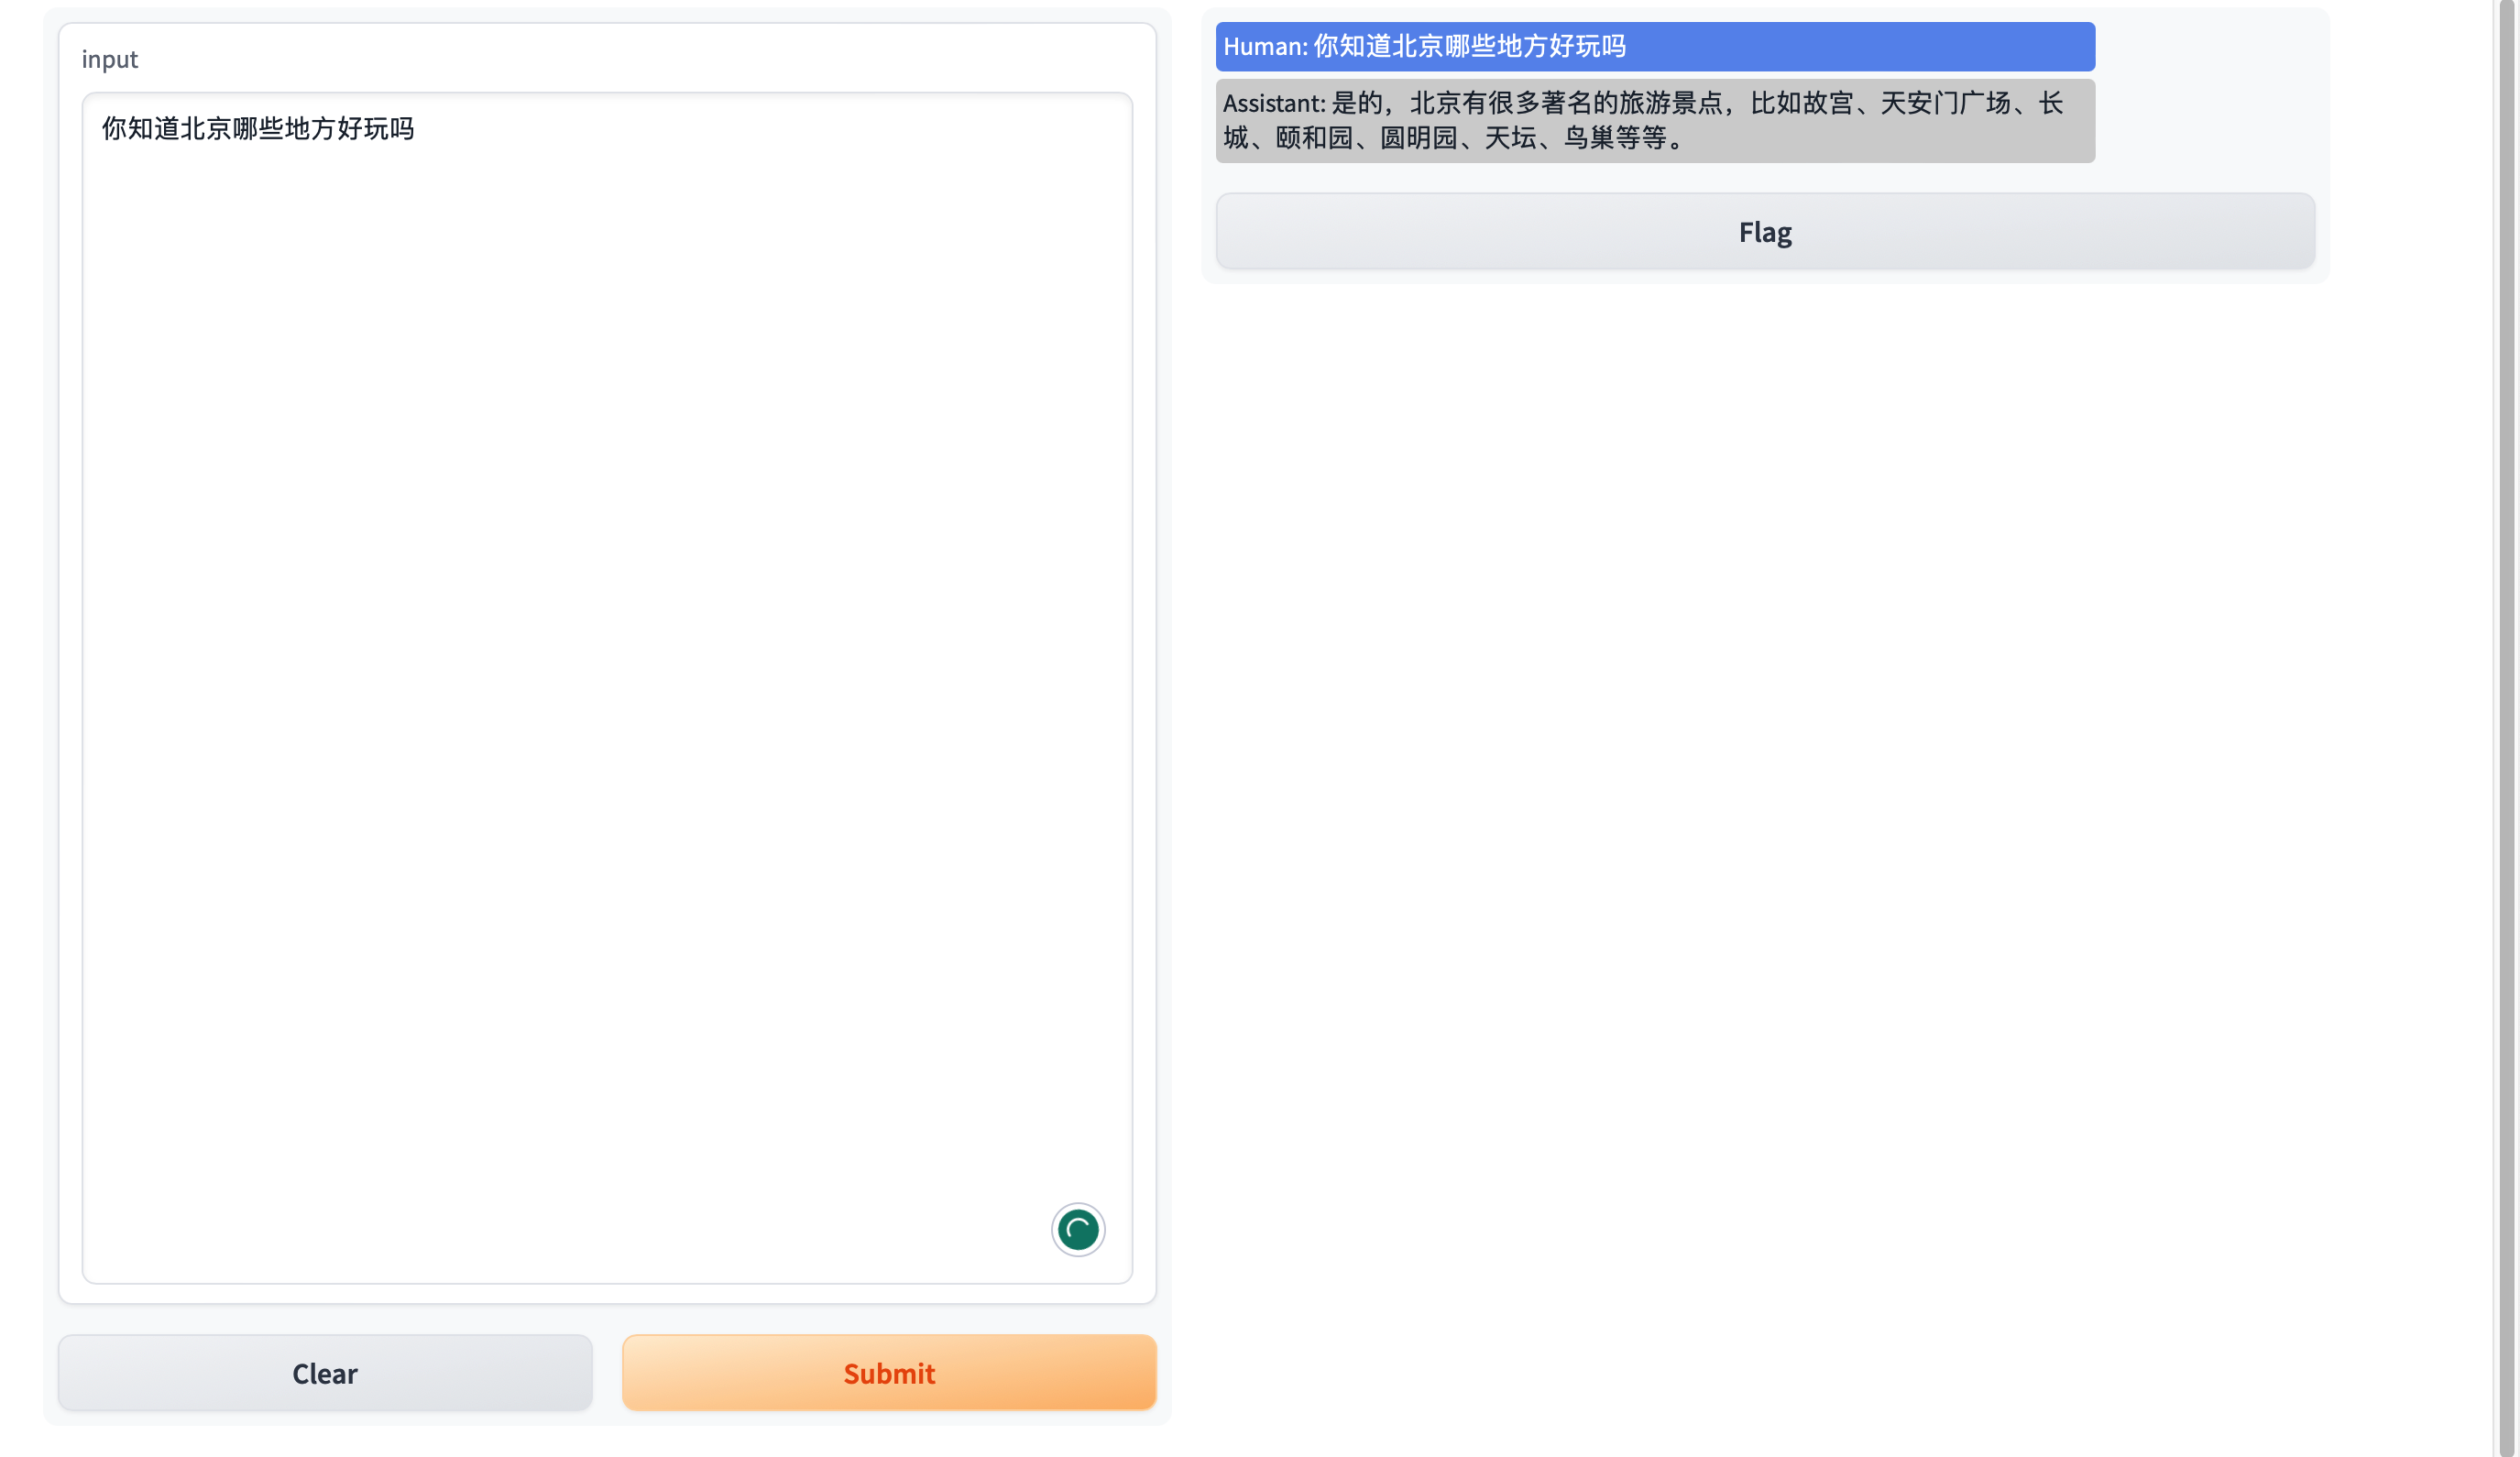 input
你知道北京哪些地方好玩吗
Clear
Submit
Human: 你知道北京哪些地方好玩吗
Assistant: 是的，北京有很多著名的旅游景点，比如故宫、天安门广场、长
城、颐和园、圆明园、天坛、鸟巢等等。
Flag